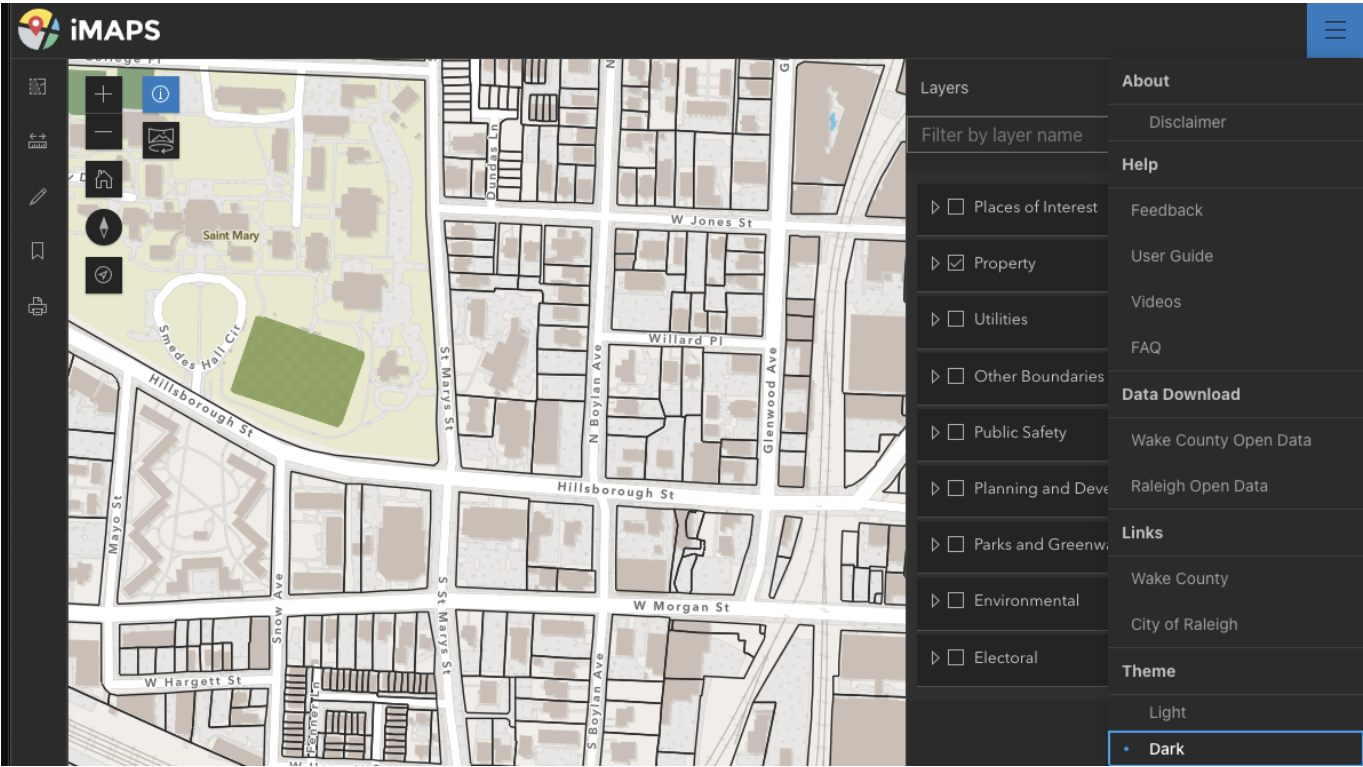 iMAPS
College Pl
Dundas Ln
W Jones St
Saint Mary
Smedes Hall Cir
Willard Pl
St Marys St
N Boylan Ave
Glenwood Ave
Hillsborough St
Hillsborough St
Mayo St
Snow Ave
S St Marys St
W Morgan St
W Hargett St
Fenner Ln
S Boylan Ave
Layers
Filter by layer name
Places of Interest
Property
Utilities
Other Boundaries
Public Safety
Planning and Deve
Parks and Greenwa
Environmental
Electoral
About
Disclaimer
Help
Feedback
User Guide
Videos
FAQ
Data Download
Wake County Open Data
Raleigh Open Data
Links
Wake County
City of Raleigh
Theme
Light
Dark